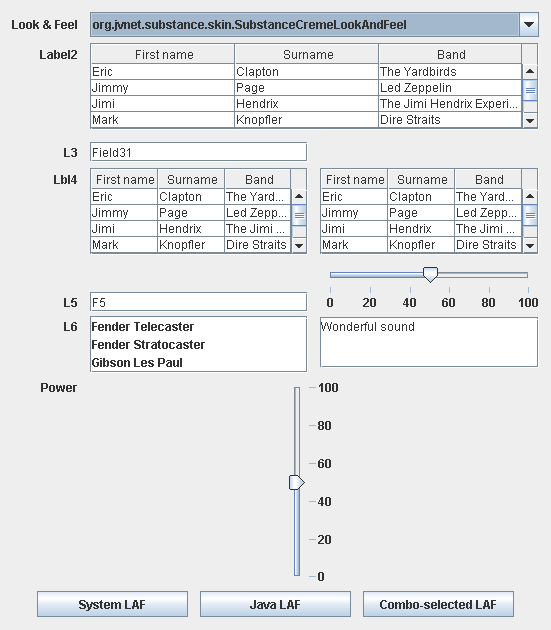 Look & Feel org.jvnet.substance.skin.SubstanceCremeLookAndFeel
Label2 First name Surname Band
Eric Clapton The Yardbirds
Jimmy Page Led Zeppelin
Jimi Hendrix The Jimi Hendrix Experi...
Mark Knopfler Dire Straits
L3 Field31
Lbl4 First name Surname Band First name Surname Band
Eric Clapton The Yard... Eric Clapton The Yard...
Jimmy Page Led Zepp... Jimmy Page Led Zepp...
Jimi Hendrix The Jimi ... Jimi Hendrix The Jimi ...
Mark Knopfler Dire Straits Mark Knopfler Dire Straits
0 20 40 60 80 100
L5 F5
L6 Fender Telecaster Wonderful sound
Fender Stratocaster
Gibson Les Paul
Power 100
80
60
40
20
0
System LAF Java LAF Combo-selected LAF